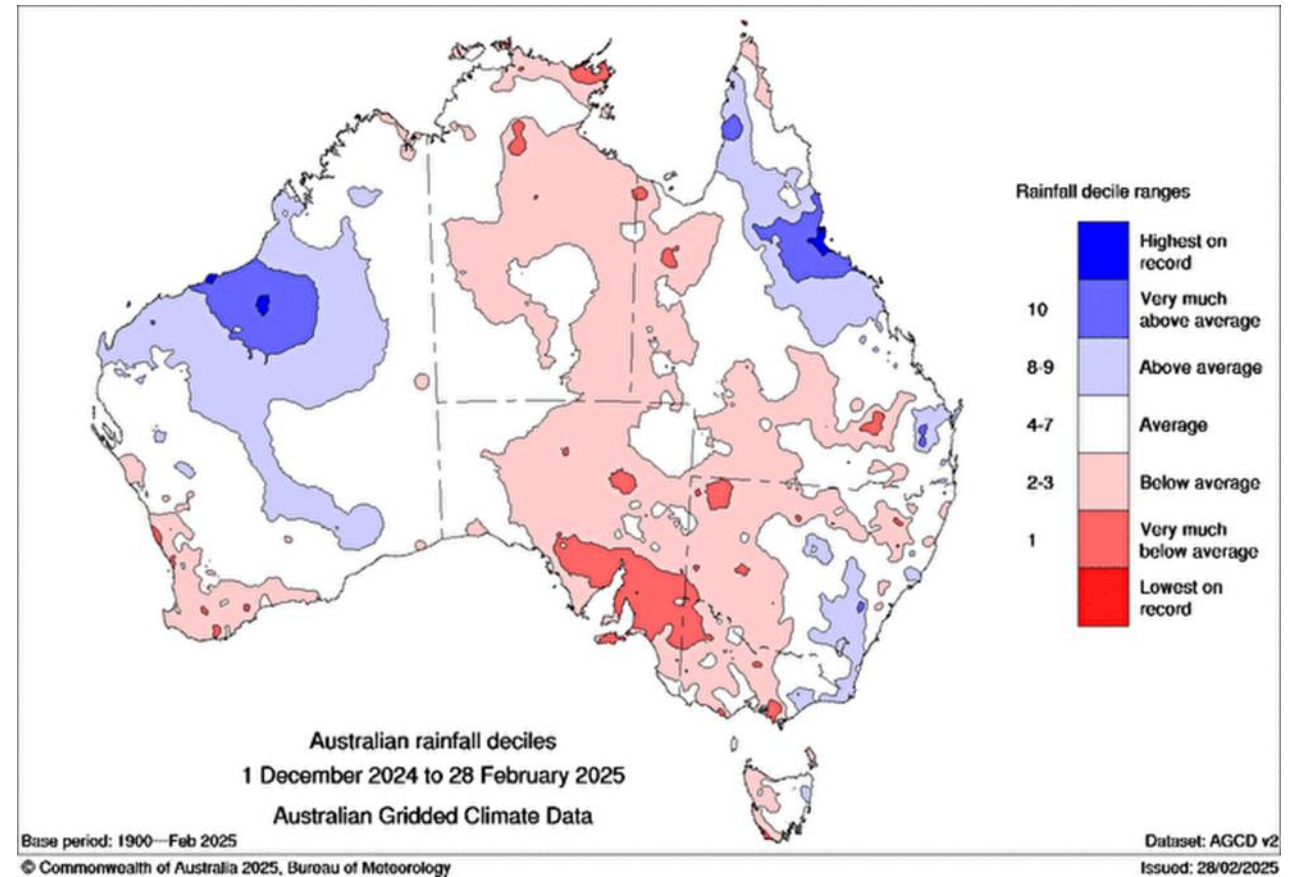 Rainfall decile ranges
Highest on
record
10
Very much
above average
8-9
Above average
4-7
Average
2-3
Below average
1
Very much
below average
Lowest on
record
Australian rainfall deciles
1 December 2024 to 28 February 2025
Australian Gridded Climate Data
Base period: 1900—Feb 2025
Dataset: AGCD v2
© Commonwealth of Australia 2025, Bureau of Meteorology
Issued: 28/02/2025